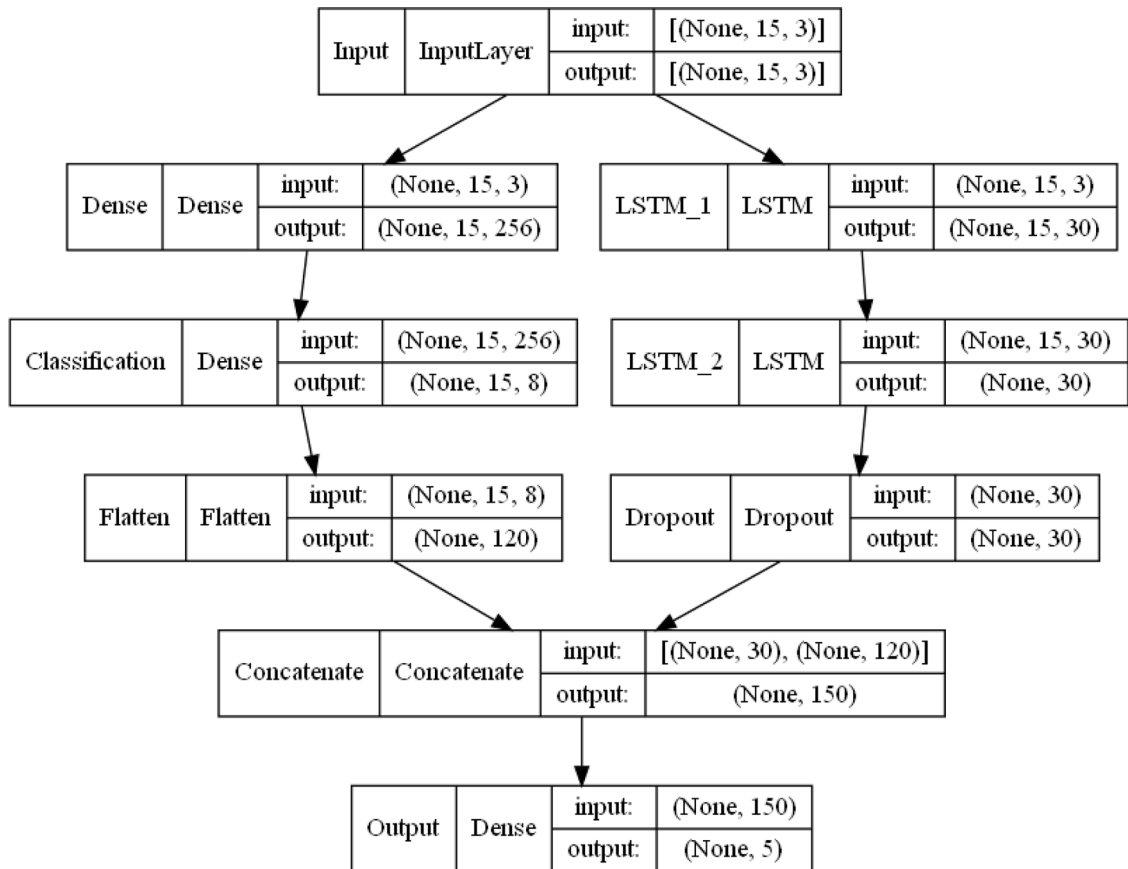 Input InputLayer input: [(None, 15, 3)]
output: [(None, 15, 3)]
Dense Dense input: (None, 15, 3)
output: (None, 15, 256)
LSTM_1 LSTM input: (None, 15, 3)
output: (None, 15, 30)
Classification Dense input: (None, 15, 256)
output: (None, 15, 8)
LSTM_2 LSTM input: (None, 15, 30)
output: (None, 30)
Flatten Flatten input: (None, 15, 8)
output: (None, 120)
Dropout Dropout input: (None, 30)
output: (None, 30)
Concatenate Concatenate input: [(None, 30), (None, 120)]
output: (None, 150)
Output Dense input: (None, 150)
output: (None, 5)